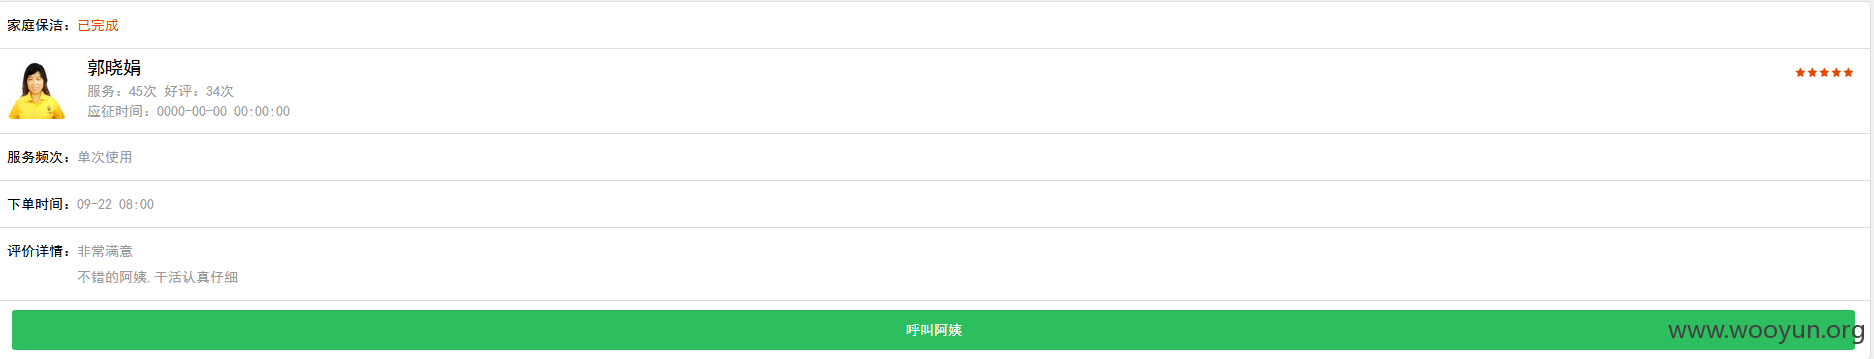 家庭保洁：已完成
郭晓娟
服务：45次 好评：34次
应征时间：0000-00-00 00:00:00
服务频次：单次使用
下单时间：09-22 08:00
评价详情：非常满意
不错的阿姨,干活认真仔细
呼叫阿姨
www.wooyun.org